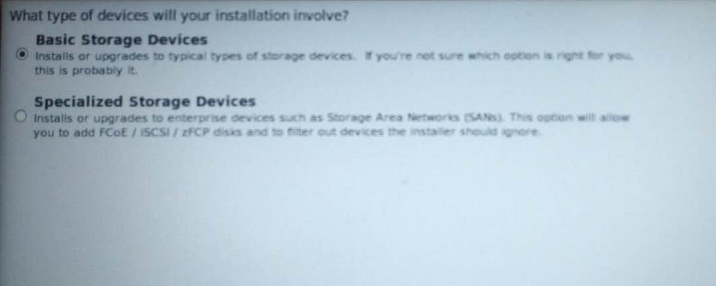 What type of devices will your installation involve?
Basic Storage Devices
Installs or upgrades to typical types of storage devices. If you're not sure which option is right for you,
this is probably it.
Specialized Storage Devices
Installs or upgrades to enterprise devices such as Storage Area Networks (SANs). This option will allow
you to add FCoE / iSCSI / zFCP disks and to filter out devices the installer should ignore.